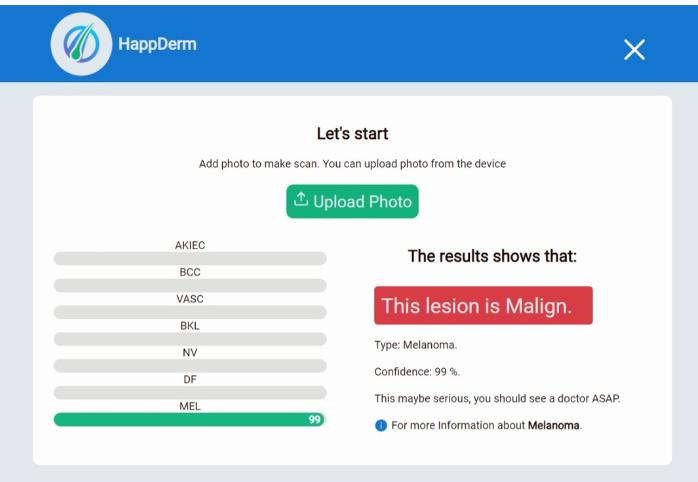 HappDerm
Let's start
Add photo to make scan. You can upload photo from the device
Upload Photo
AKIEC
BCC
VASC
BKL
NV
DF
MEL
99
The results shows that:
This lesion is Malign.
Type: Melanoma.
Confidence: 99 %.
This maybe serious, you should see a doctor ASAP.
For more Information about Melanoma.